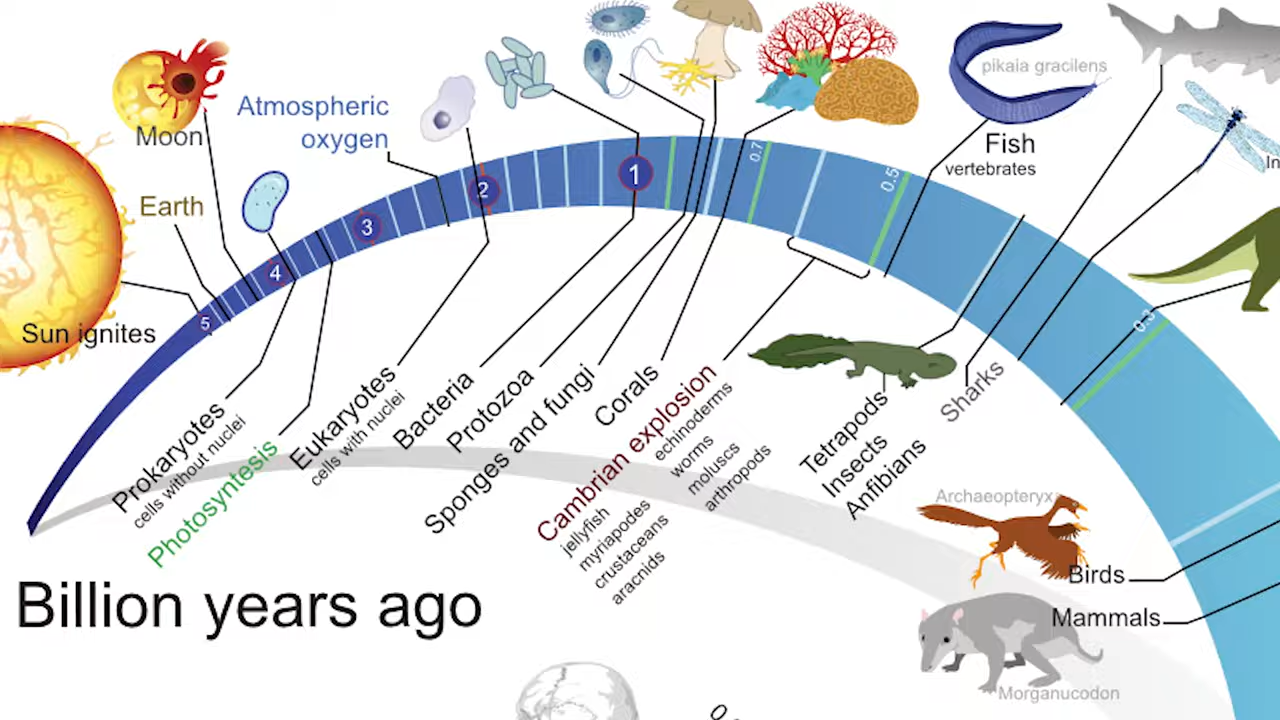 pikaia gracilens
Atmospheric
oxygen
Moon
Fish
vertebrates
In
Earth
Sun ignites
5
4
3
2
1
0.7
0.5
0.3
Prokaryotes
cells without nuclei
Photosyntesis
Eukaryotes
cells with nuclei
Bacteria
Protozoa
Sponges and fungi
Corals
Cambrian explosion
echinoderms
worms
moluscs
arthropods
jellyfish
myriapodes
crustaceans
aracnids
Tetrapods
Insects
Anfibians
Sharks
Archaeopteryx
Birds
Mammals
Morganucodon
Billion years ago